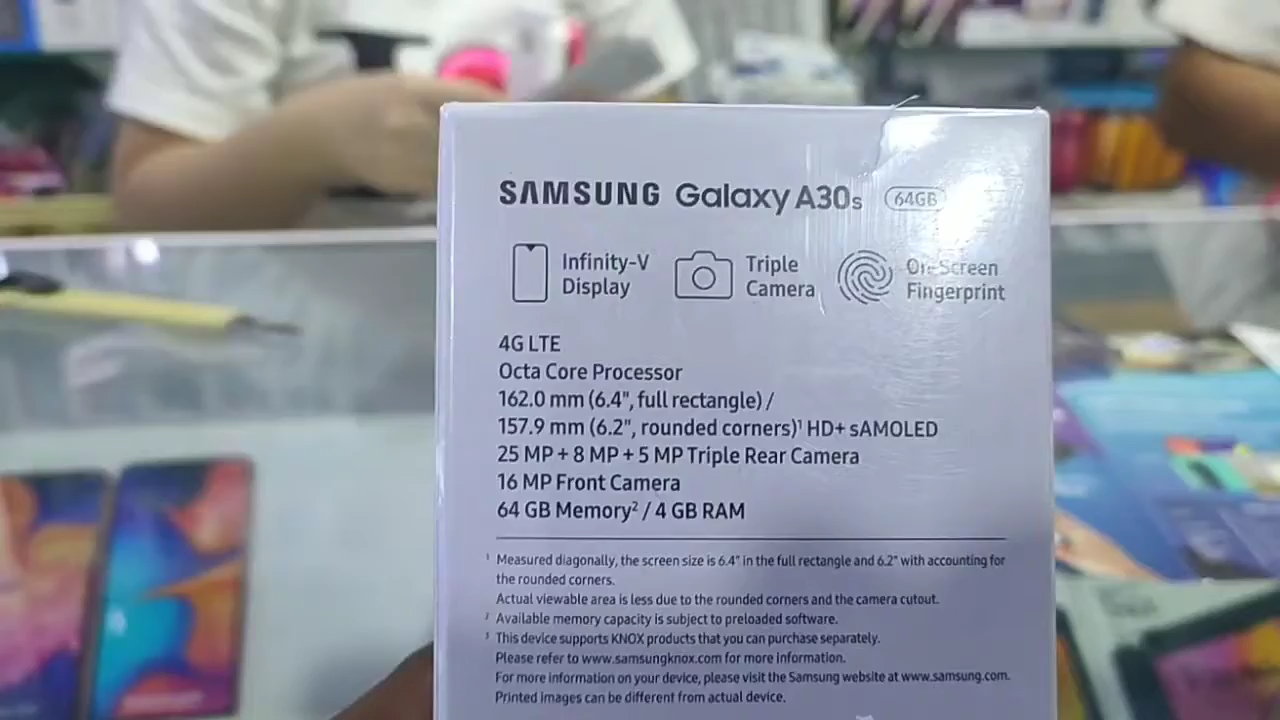 SAMSUNG Galaxy A30s 64GB
Infinity-V
Display
Triple
Camera
On-Screen
Fingerprint
4G LTE
Octa Core Processor
162.0 mm (6.4", full rectangle) /
157.9 mm (6.2", rounded corners)¹ HD+ sAMOLED
25 MP + 8 MP + 5 MP Triple Rear Camera
16 MP Front Camera
64 GB Memory² / 4 GB RAM
¹ Measured diagonally, the screen size is 6.4" in the full rectangle and 6.2" with accounting for
the rounded corners.
Actual viewable area is less due to the rounded corners and the camera cutout.
² Available memory capacity is subject to preloaded software.
³ This device supports KNOX products that you can purchase separately.
Please refer to www.samsungknox.com for more information.
For more information on your device, please visit the Samsung website at www.samsung.com.
Printed images can be different from actual device.